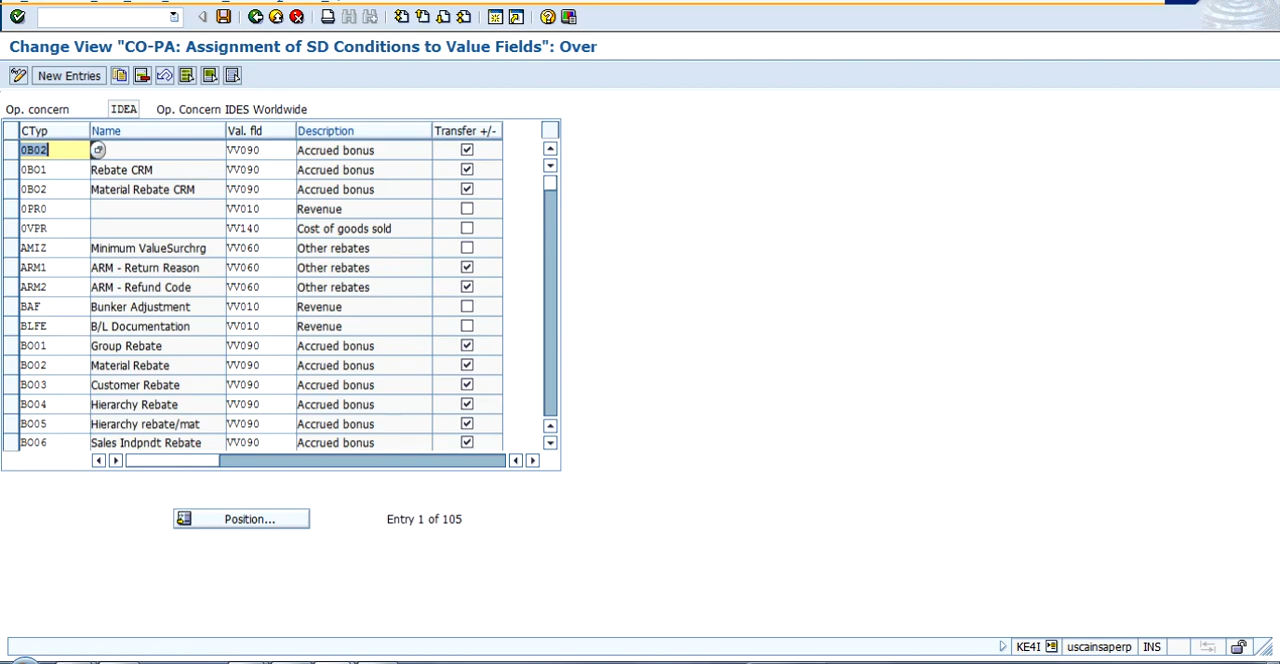 Change View "CO-PA: Assignment of SD Conditions to Value Fields": Over
New Entries
Op. concern IDEA Op. Concern IDES Worldwide
CTyp Name Val. fld Description Transfer +/-
0B02 VV090 Accrued bonus
0BO1 Rebate CRM VV090 Accrued bonus
0BO2 Material Rebate CRM VV090 Accrued bonus
0PR0 VV010 Revenue
0VPR VV140 Cost of goods sold
AMIZ Minimum ValueSurchrg VV060 Other rebates
ARM1 ARM - Return Reason VV060 Other rebates
ARM2 ARM - Refund Code VV060 Other rebates
BAF Bunker Adjustment VV010 Revenue
BLFE B/L Documentation VV010 Revenue
BO01 Group Rebate VV090 Accrued bonus
BO02 Material Rebate VV090 Accrued bonus
BO03 Customer Rebate VV090 Accrued bonus
BO04 Hierarchy Rebate VV090 Accrued bonus
BO05 Hierarchy rebate/mat VV090 Accrued bonus
BO06 Sales Indpndt Rebate VV090 Accrued bonus
Position... Entry 1 of 105
KE4I uscainsaperp INS